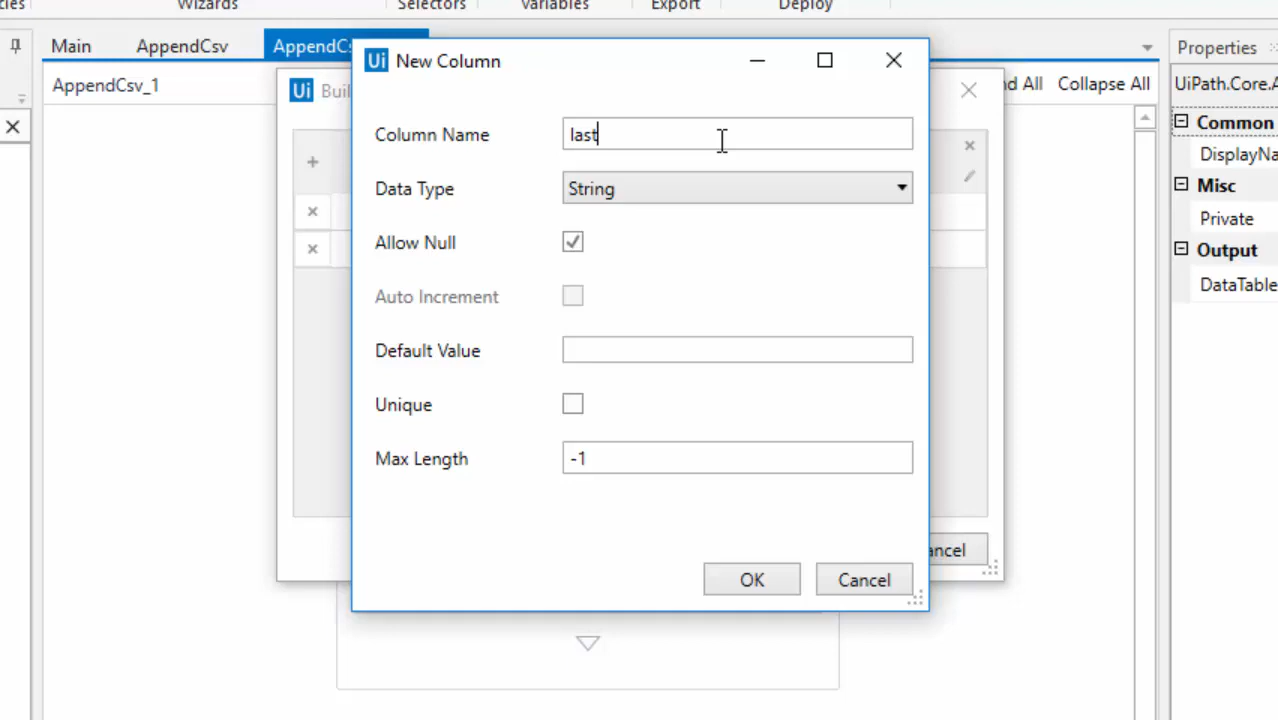 Wizards Selectors Variables Export Deploy
Main AppendCsv AppendCs
AppendCsv_1
Collapse All
Ui Buil
Ui New Column
Column Name last
Data Type String
Allow Null
Auto Increment
Default Value
Unique
Max Length -1
OK Cancel
ancel
Properties
UiPath.Core.A
Common
DisplayNa
Misc
Private
Output
DataTable